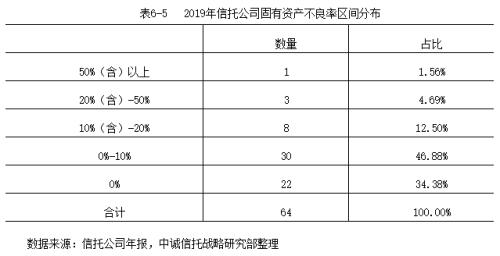 表6-5 2019年信托公司固有资产不良率区间分布
数量 占比
50%（含）以上 1 1.56%
20%（含）-50% 3 4.69%
10%（含）-20% 8 12.50%
0%-10% 30 46.88%
0% 22 34.38%
合计 64 100.00%
数据来源：信托公司年报，中诚信托战略研究部整理